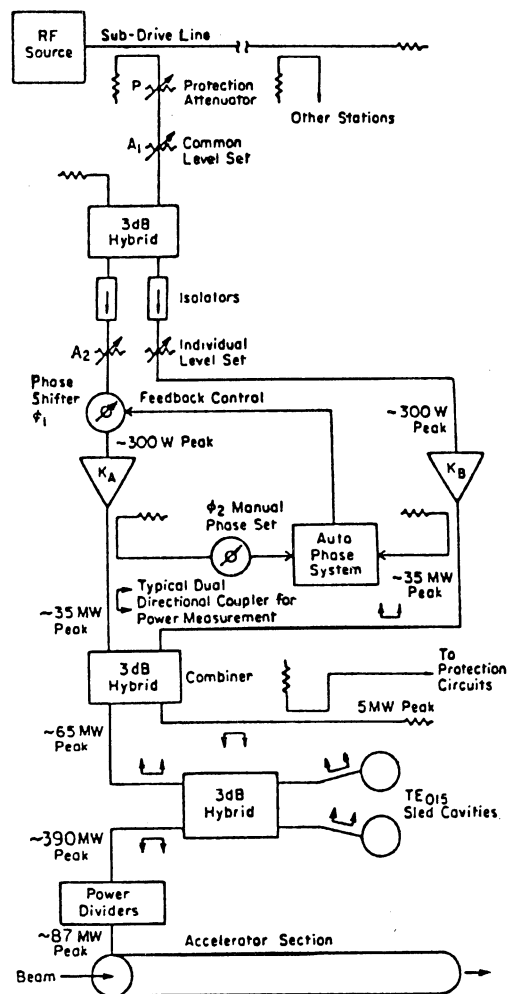 RF
Source
Sub-Drive Line
P
Protection
Attenuator
Other Stations
A1
Common
Level Set
3dB
Hybrid
Isolators
A2
Individual
Level Set
Phase
Shifter
ϕ1
Feedback Control
~300 W Peak
~300 W
Peak
KA
KB
ϕ2 Manual
Phase Set
Auto
Phase
System
~35 MW
Peak
Typical Dual
Directional Coupler for
Power Measurement
~35 MW
Peak
3dB
Hybrid
Combiner
To
Protection
Circuits
5MW Peak
~65 MW
Peak
3dB
Hybrid
TE015
Sled Cavities
~390MW
Peak
Power
Dividers
~87 MW
Peak
Accelerator Section
Beam